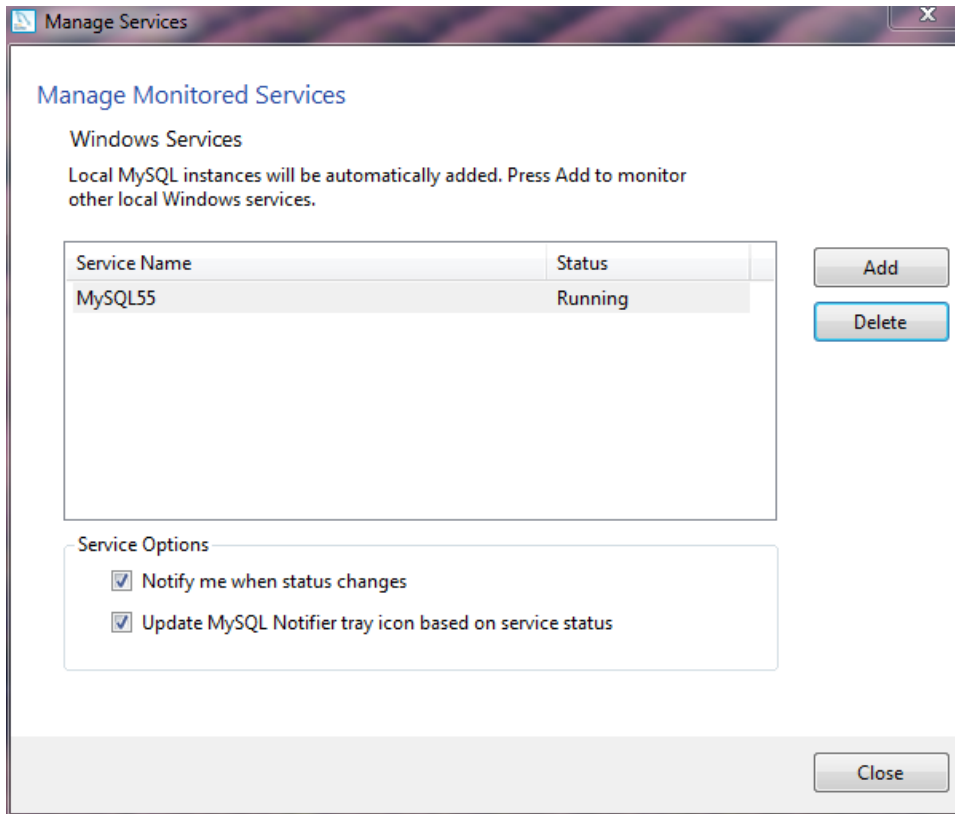 Manage Services
X
Manage Monitored Services
Windows Services
Local MySQL instances will be automatically added. Press Add to monitor
other local Windows services.
Service Name Status
MySQL55 Running
Add
Delete
Service Options
Notify me when status changes
Update MySQL Notifier tray icon based on service status
Close